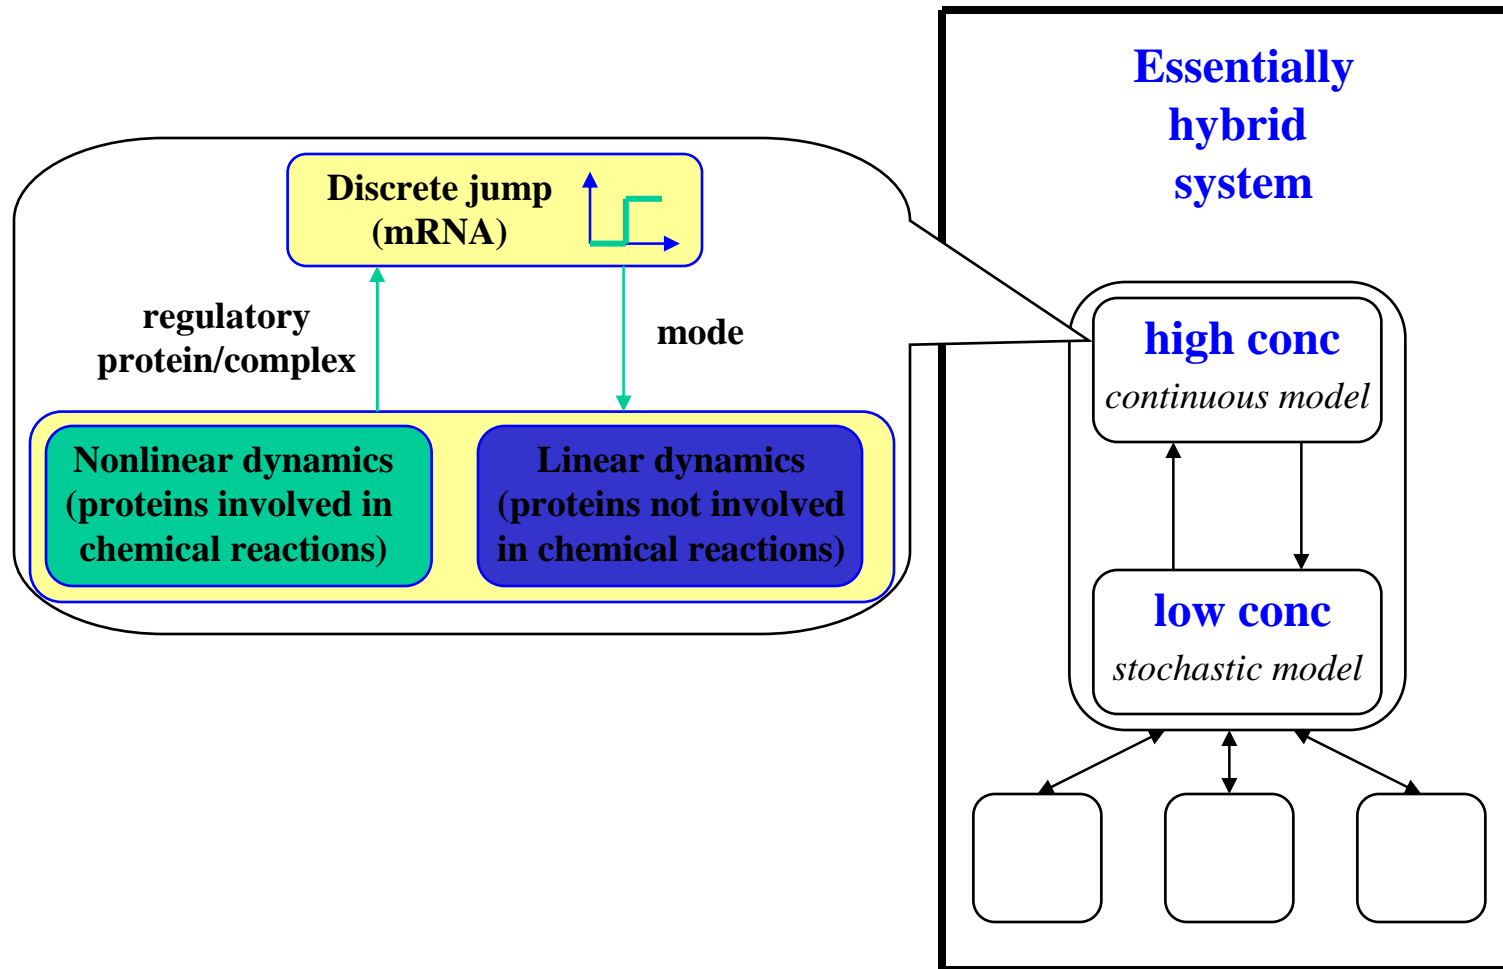 Essentially
hybrid
system
Discrete jump
(mRNA)
regulatory
protein/complex
mode
Nonlinear dynamics
(proteins involved in
chemical reactions)
Linear dynamics
(proteins not involved
in chemical reactions)
high conc
continuous model
low conc
stochastic model